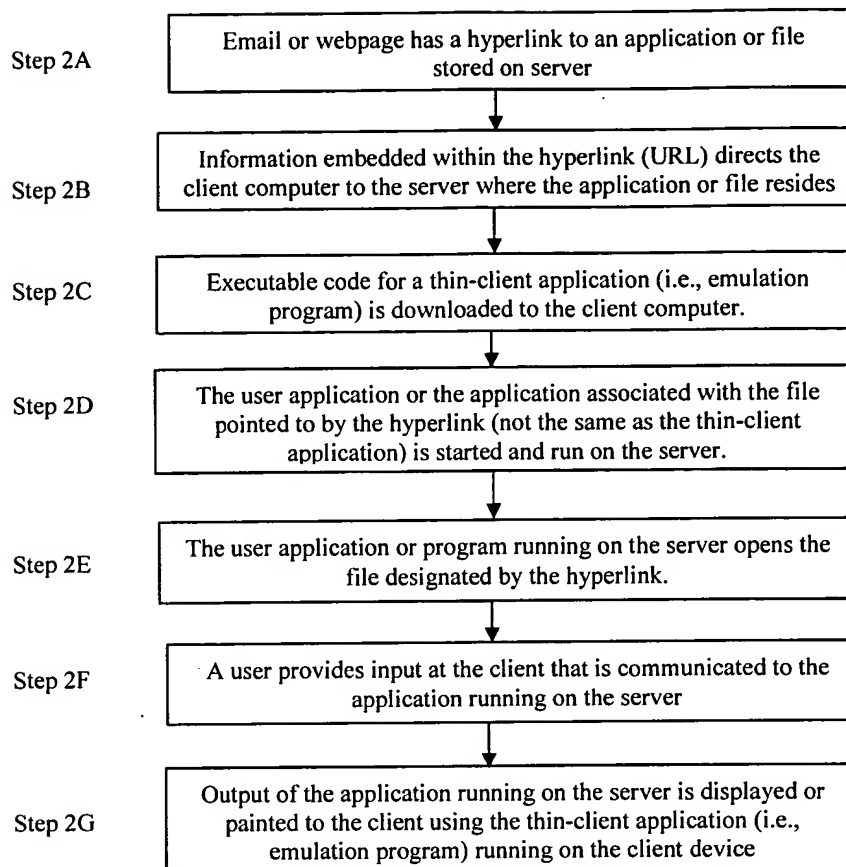 Step 2A
Email or webpage has a hyperlink to an application or file
stored on server
Step 2B
Information embedded within the hyperlink (URL) directs the
client computer to the server where the application or file resides
Step 2C
Executable code for a thin-client application (i.e., emulation
program) is downloaded to the client computer.
Step 2D
The user application or the application associated with the file
pointed to by the hyperlink (not the same as the thin-client
application) is started and run on the server.
Step 2E
The user application or program running on the server opens the
file designated by the hyperlink.
Step 2F
A user provides input at the client that is communicated to the
application running on the server
Step 2G
Output of the application running on the server is displayed or
painted to the client using the thin-client application (i.e.,
emulation program) running on the client device